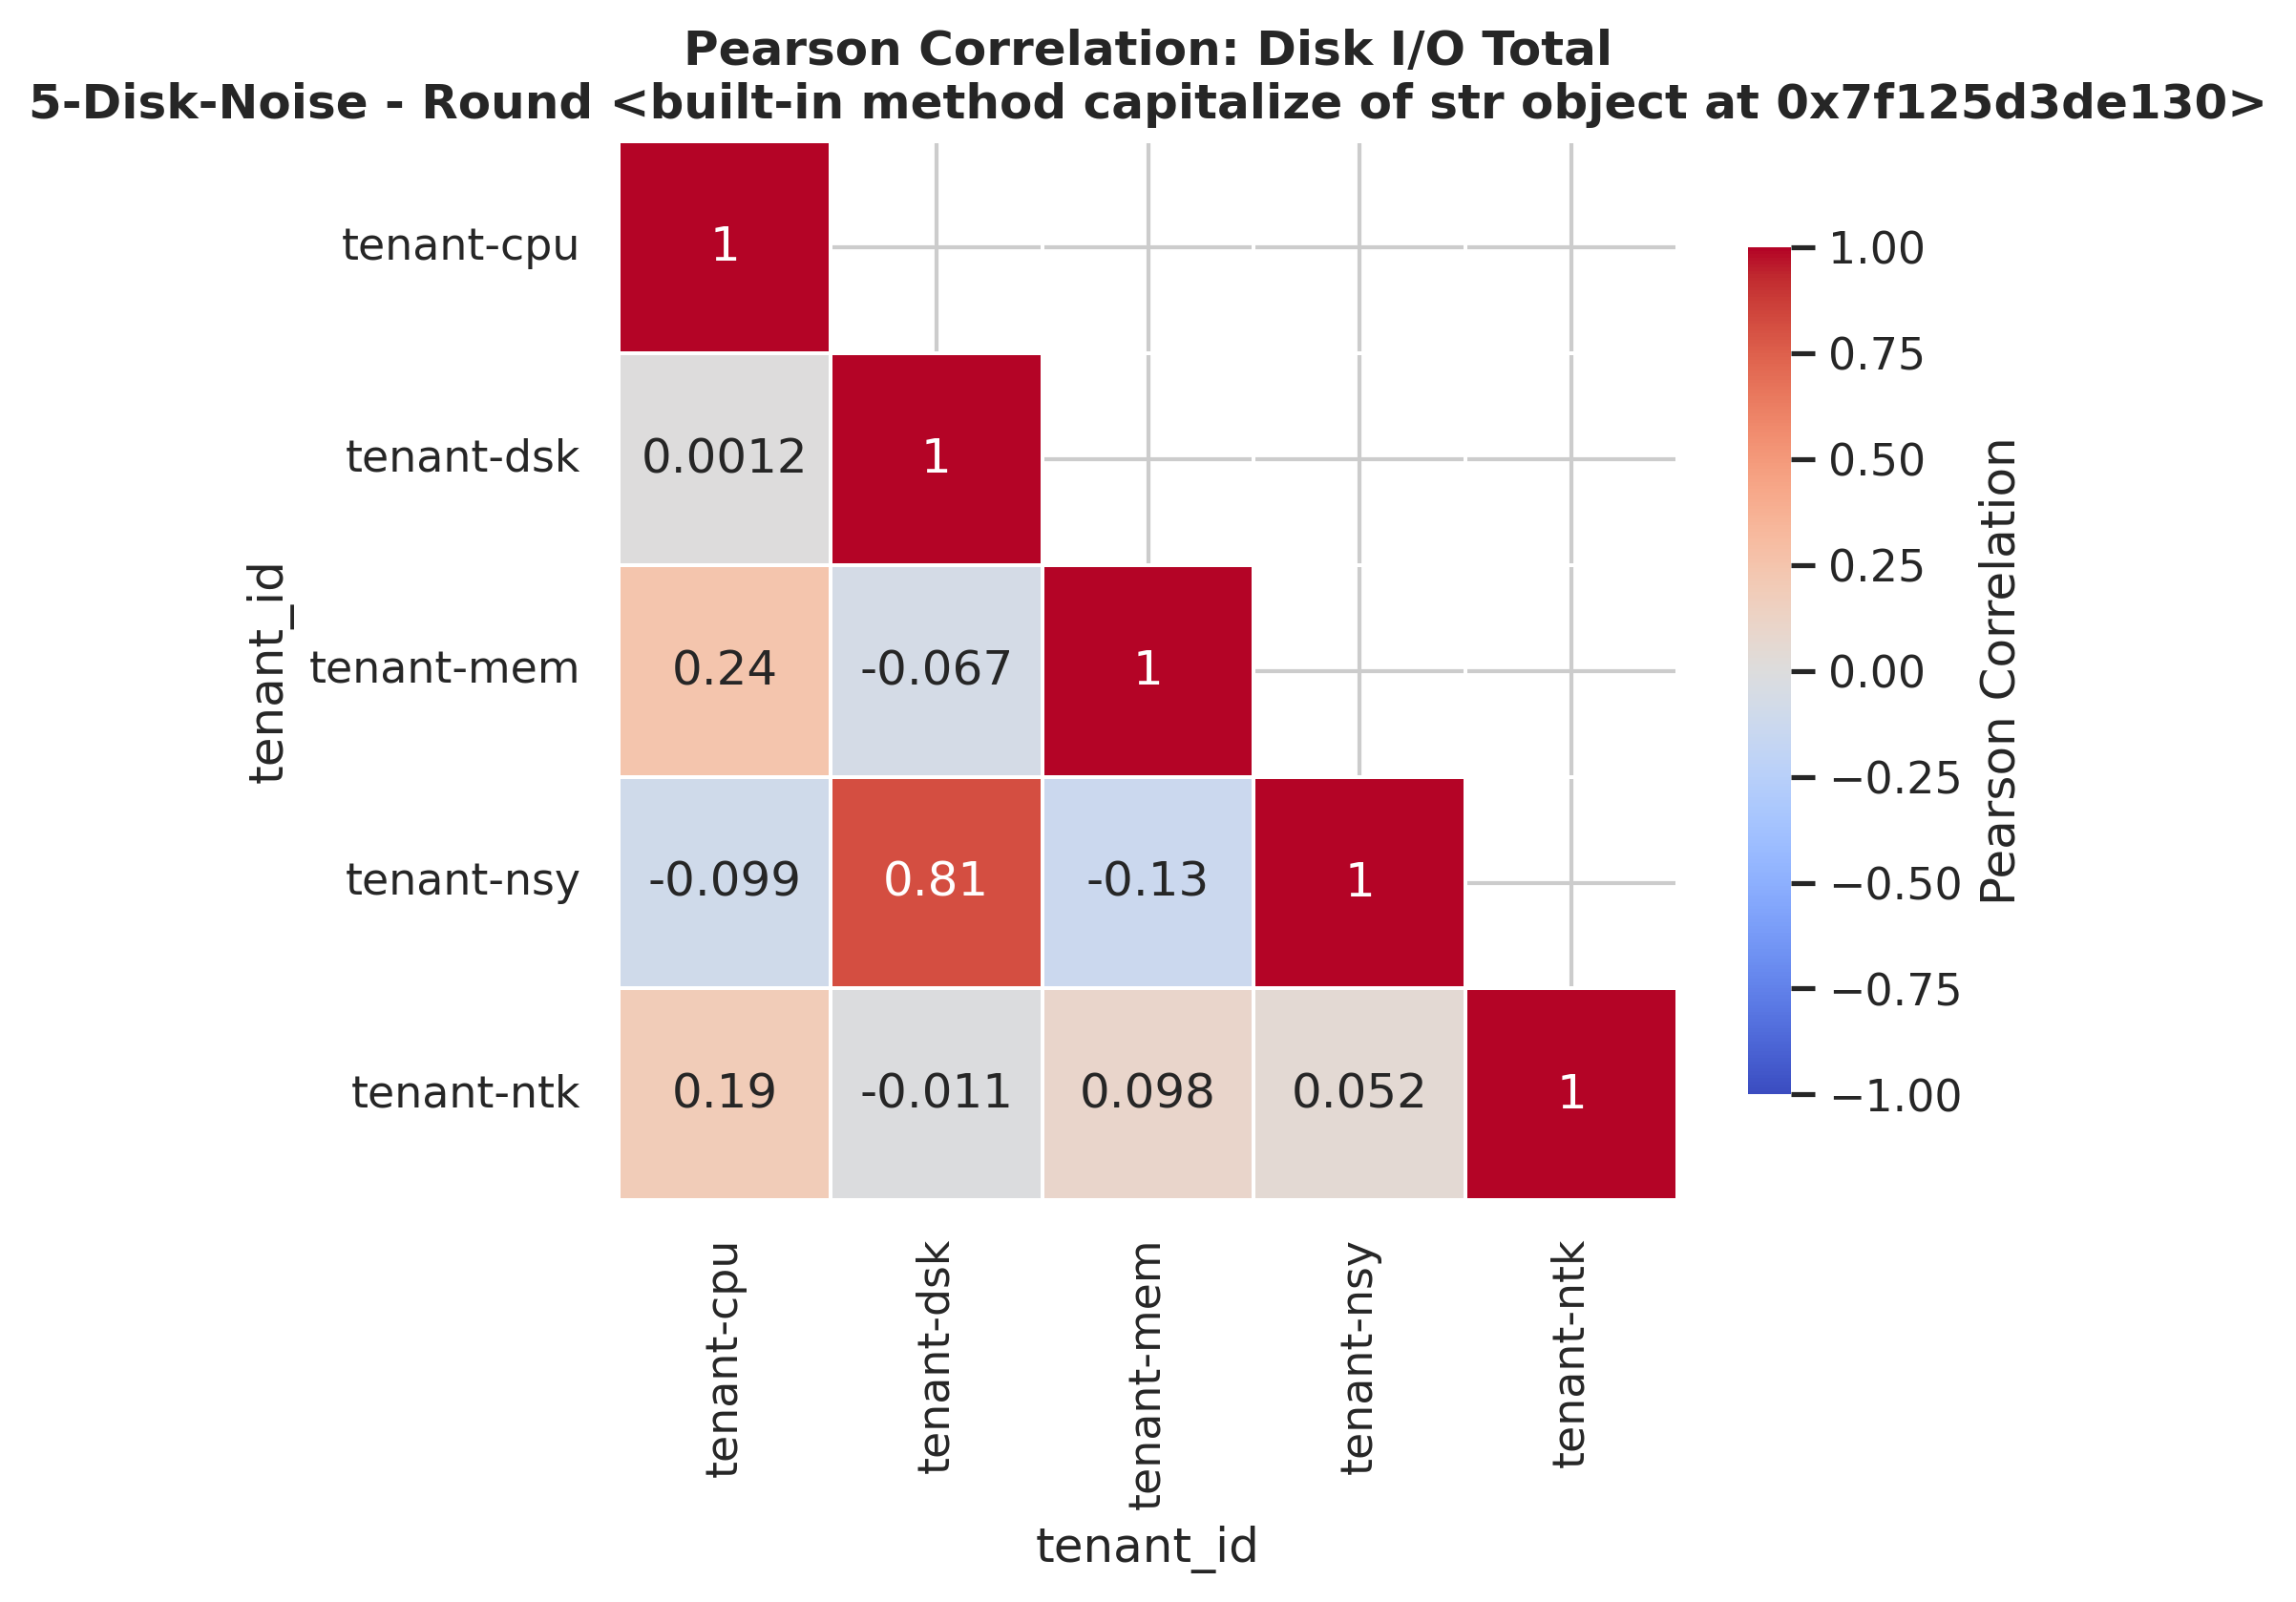 Pearson Correlation: Disk I/O Total
5-Disk-Noise - Round <built-in method capitalize of str object at 0x7f125d3de130>
tenant_id
tenant-cpu
1
tenant-dsk
0.0012 1
tenant-mem
0.24 -0.067 1
tenant-nsy
-0.099 0.81 -0.13 1
tenant-ntk
0.19 -0.011 0.098 0.052 1
tenant-cpu
tenant-dsk
tenant-mem
tenant-nsy
tenant-ntk
tenant_id
1.00
0.75
0.50
0.25
0.00
−0.25
−0.50
−0.75
−1.00
Pearson Correlation